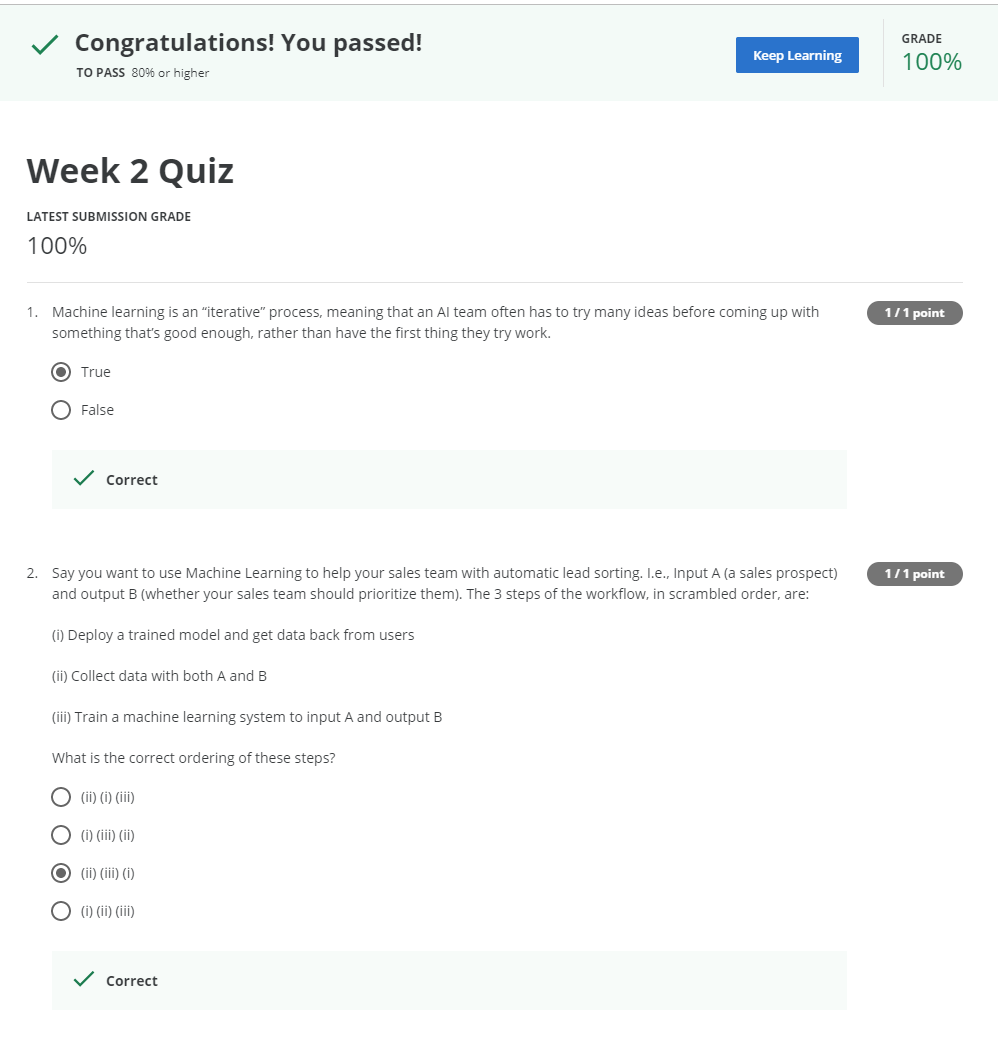 Congratulations! You passed!
TO PASS 80% or higher
Keep Learning
GRADE
100%
Week 2 Quiz
LATEST SUBMISSION GRADE
100%
1. Machine learning is an “iterative” process, meaning that an AI team often has to try many ideas before coming up with
something that’s good enough, rather than have the first thing they try work.
1 / 1 point
True
False
Correct
2. Say you want to use Machine Learning to help your sales team with automatic lead sorting. I.e., Input A (a sales prospect)
and output B (whether your sales team should prioritize them). The 3 steps of the workflow, in scrambled order, are:
1 / 1 point
(i) Deploy a trained model and get data back from users
(ii) Collect data with both A and B
(iii) Train a machine learning system to input A and output B
What is the correct ordering of these steps?
(ii) (i) (iii)
(i) (iii) (ii)
(ii) (iii) (i)
(i) (ii) (iii)
Correct